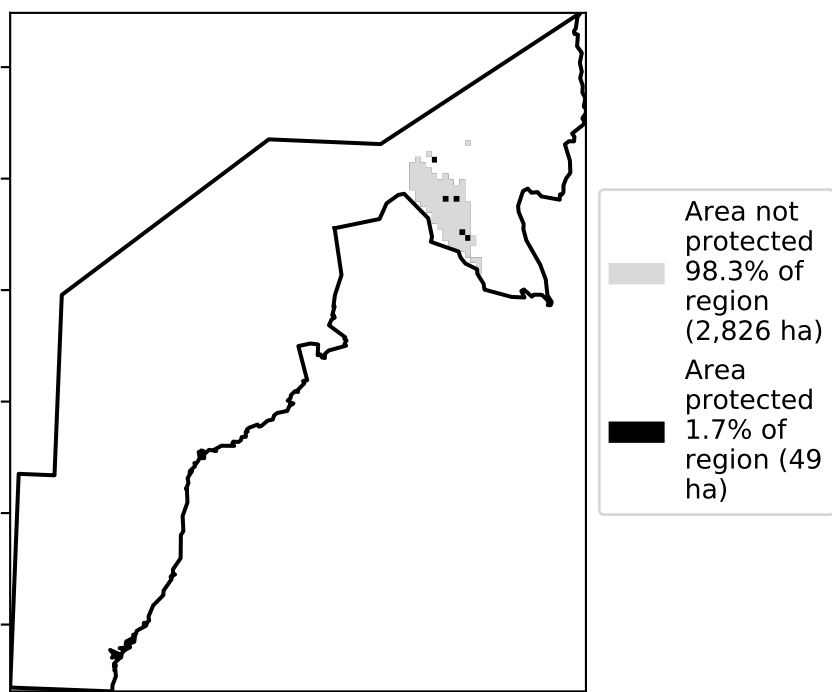 Area not
protected
98.3% of
region
(2,826 ha)
Area
protected
1.7% of
region (49
ha)